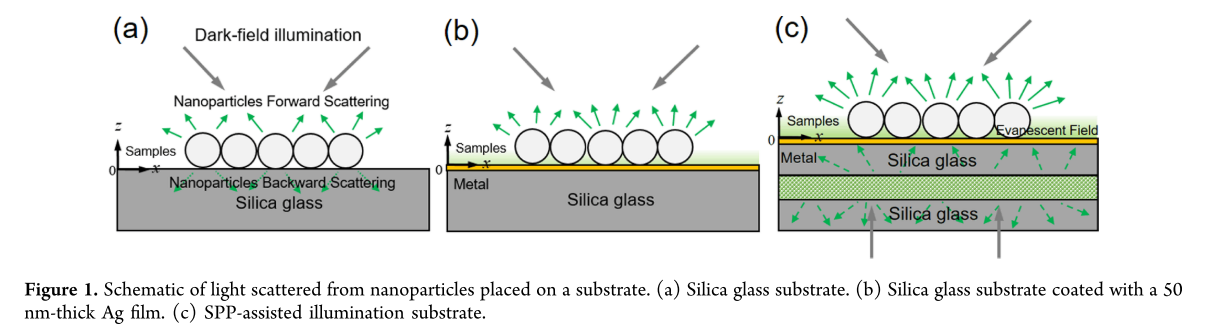 (a)
Dark-field illumination
Nanoparticles Forward Scattering
z
Samples
0
x
Nanoparticles Backward Scattering
Silica glass
(b)
z
Samples
0
x
Metal
Silica glass
(c)
z
Samples
0
x
Evanescent Field
Metal
Silica glass
Silica glass
Figure 1. Schematic of light scattered from nanoparticles placed on a substrate. (a) Silica glass substrate. (b) Silica glass substrate coated with a 50
nm-thick Ag film. (c) SPP-assisted illumination substrate.